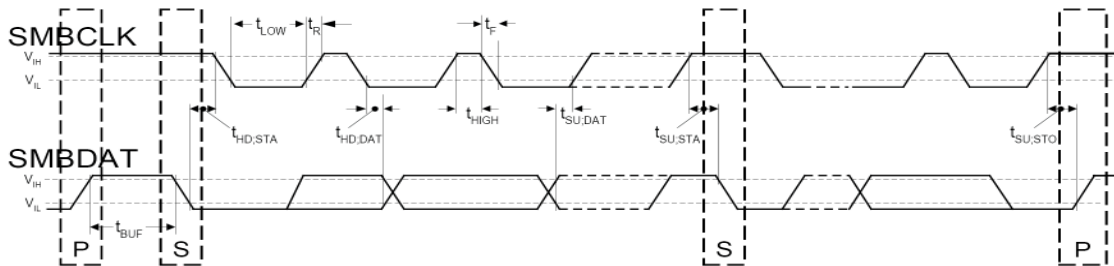 t_LOW t_R t_F
SMBCLK
V_IH
V_IL
t_HD;STA t_HD;DAT t_HIGH t_SU;DAT t_SU;STA t_SU;STO
SMBDAT
V_IH
V_IL
t_BUF
P S S P